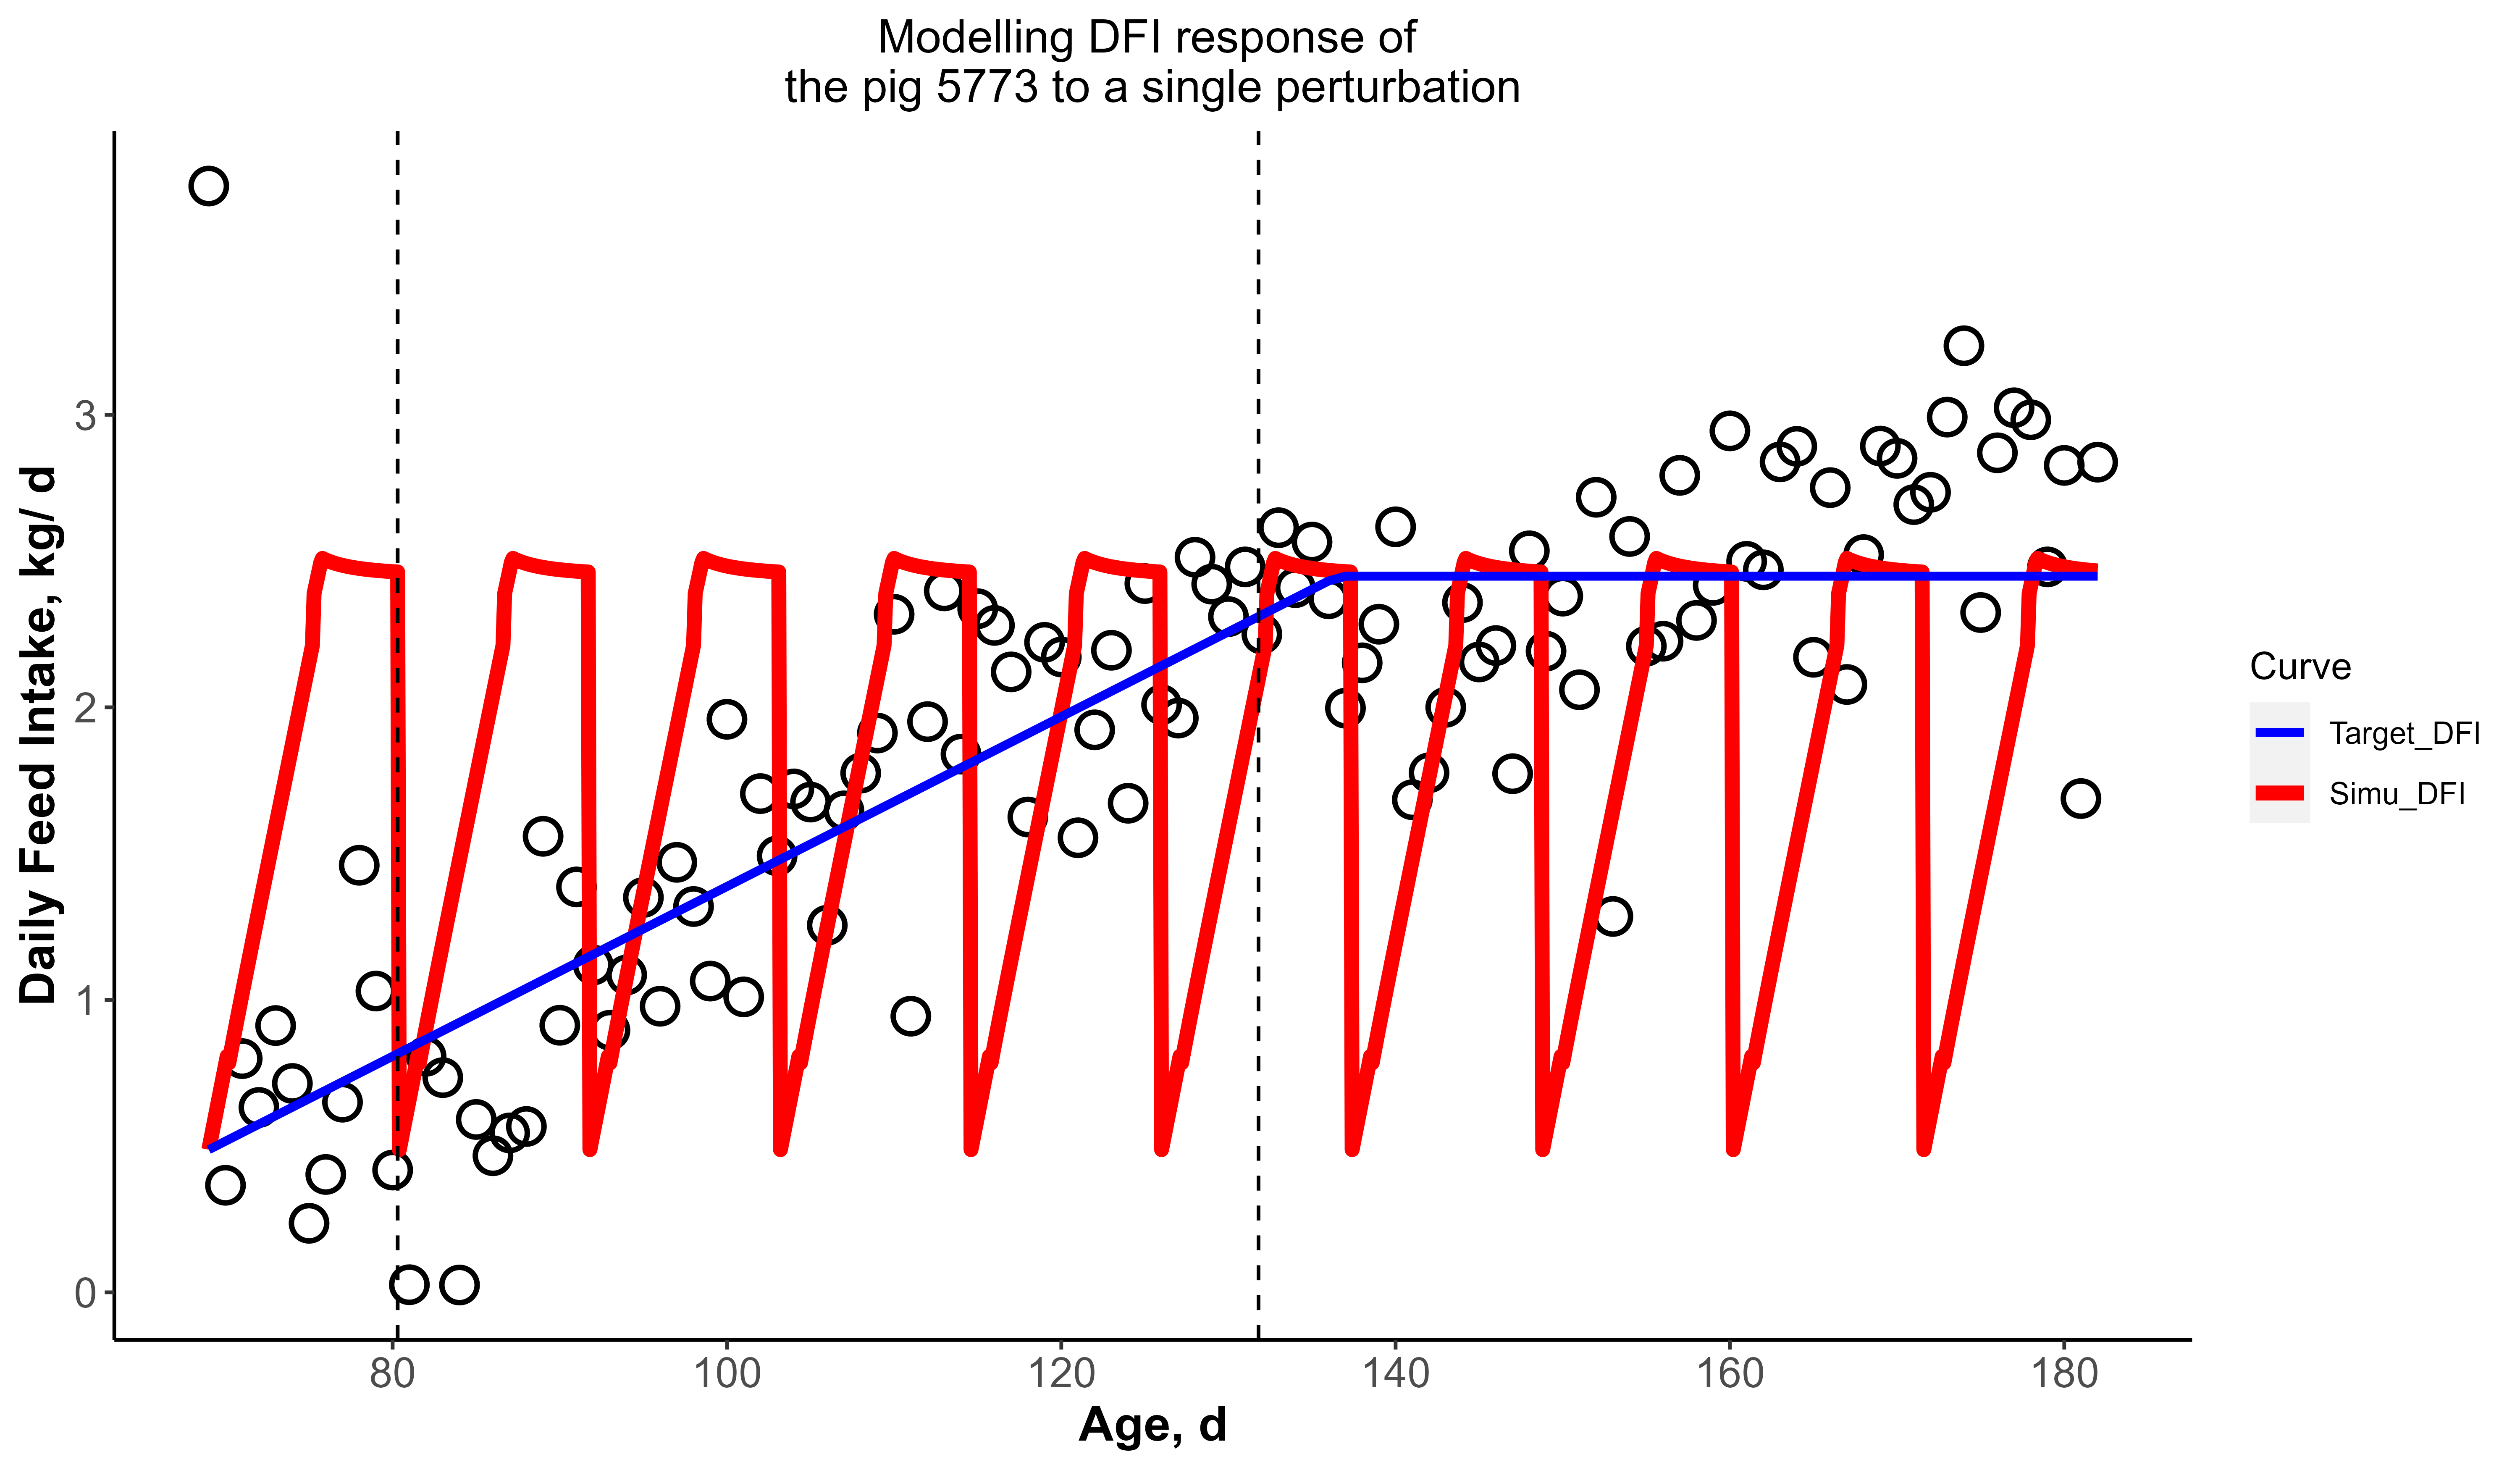 Modelling DFI response of
the pig 5773 to a single perturbation
Daily Feed Intake, kg/ d
3
2
1
0
80
100
120
140
160
180
Age, d
Curve
Target_DFI
Simu_DFI